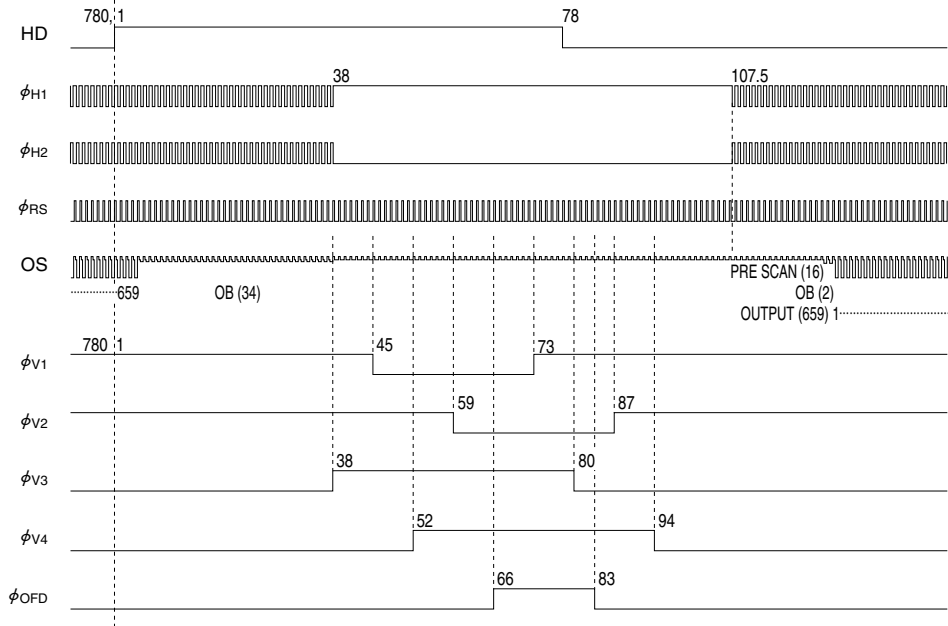 780, 1 78
HD
38 107.5
ϕH1
ϕH2
ϕRS
OS
PRE SCAN (16)
659 OB (34) OB (2)
OUTPUT (659) 1
780 1 45 73
ϕV1
59 87
ϕV2
38 80
ϕV3
52 94
ϕV4
66 83
ϕOFD